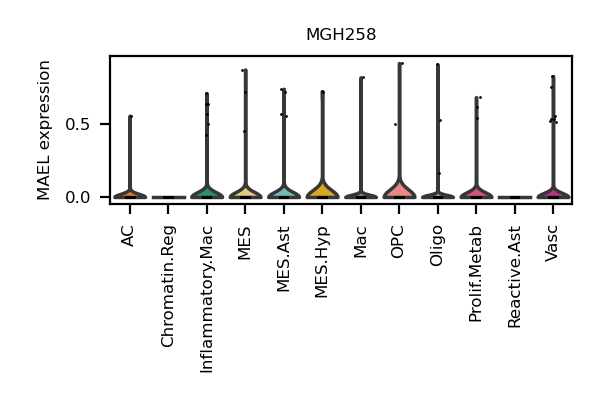 MGH258
MAEL expression
0.5
0.0
AC
Chromatin.Reg
Inflammatory.Mac
MES
MES.Ast
MES.Hyp
Mac
OPC
Oligo
Prolif.Metab
Reactive.Ast
Vasc